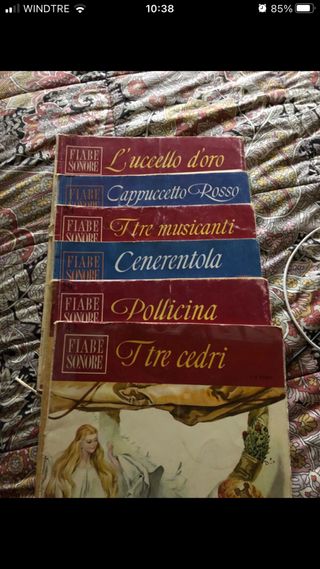 WINDTRE
10:38
85%
FIABE
SONORE
L'uccello d'oro
FIABE
SONORE
Cappuccetto Rosso
FIABE
SONORE
I tre musicanti
FIABE
SONORE
Cenerentola
FIABE
SONORE
Pollicina
FIABE
SONORE
I tre cedri